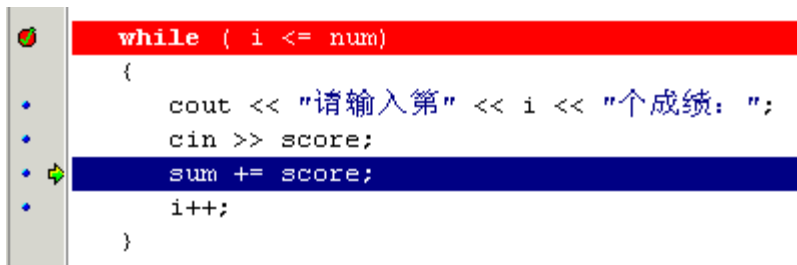 while ( i <= num)
{
cout << "请输入第" << i << "个成绩: ";
cin >> score;
sum += score;
i++;
}